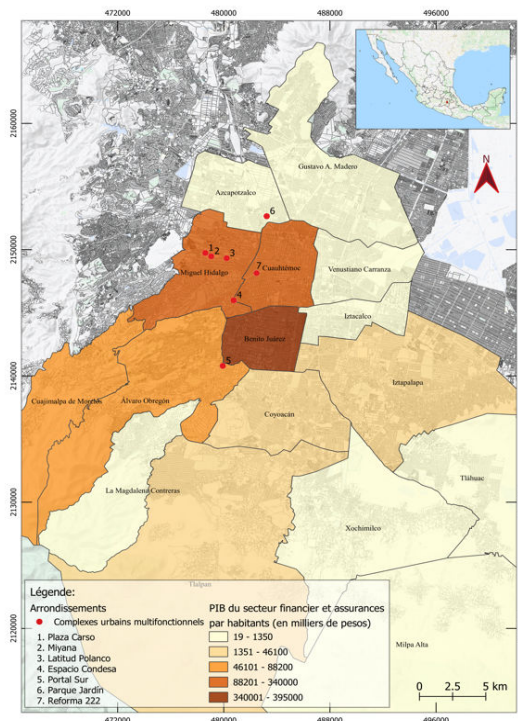 472000 480000 488000 496000
N
2160000
2150000
2140000
2130000
2120000
Gustavo A. Madero
Azcapotzalco
6
1
2
3
Miguel Hidalgo
7
Cuauhtémoc
Venustiano Carranza
4
Iztacalco
Benito Juárez
5
Iztapalapa
Cuajimalpa de Morelos
Álvaro Obregón
Coyoacán
Tláhuac
La Magdalena Contreras
Xochimilco
Tlalpan
Milpa Alta
Légende:
Arrondissements
Complexes urbains multifonctionnels
1. Plaza Carso
2. Miyana
3. Latitud Polanco
4. Espacio Condesa
5. Portal Sur
6. Parque Jardín
7. Reforma 222
PIB du secteur financier et assurances
par habitants (en milliers de pesos)
19 - 1350
1351 - 46100
46101 - 88200
88201 - 340000
340001 - 395000
0 2.5 5 km
472000 480000 488000 496000